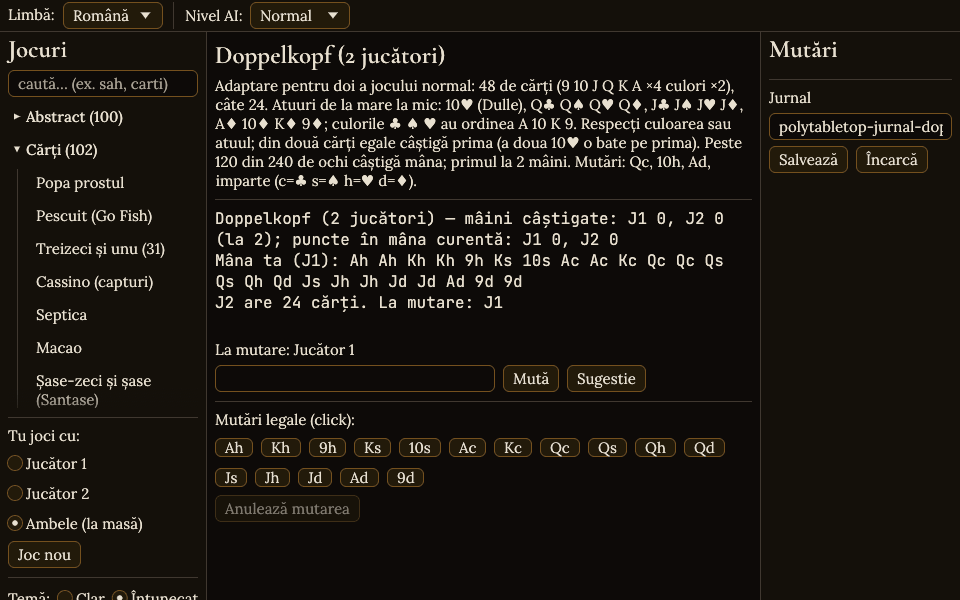 Limbă: Română ▼ Nivel AI: Normal ▼
Jocuri
caută... (ex. sah, carti)
▸ Abstract (100)
▾ Cărți (102)
Popa prostul
Pescuit (Go Fish)
Treizeci și unu (31)
Cassino (capturi)
Septica
Macao
Șase-zeci și șase
(Santase)
Tu joci cu:
Jucător 1
Jucător 2
Ambele (la masă)
Joc nou
Temă: Clar Întunecat
Doppelkopf (2 jucători)
Adaptare pentru doi a jocului normal: 48 de cărți (9 10 J Q K A ×4 culori ×2),
câte 24. Atuuri de la mare la mic: 10♥ (Dulle), Q♣ Q♠ Q♥ Q♦, J♣ J♠ J♥ J♦,
A♦ 10♦ K♦ 9♦; culorile ♣ ♠ ♥ au ordinea A 10 K 9. Respecți culoarea sau
atuul; din două cărți egale câștigă prima (a doua 10♥ o bate pe prima). Peste
120 din 240 de ochi câștigă mâna; primul la 2 mâini. Mutări: Qc, 10h, Ad,
imparte (c=♣ s=♠ h=♥ d=♦).
Doppelkopf (2 jucători) — mâini câștigate: J1 0, J2 0
(la 2); puncte în mâna curentă: J1 0, J2 0
Mâna ta (J1): Ah Ah Kh Kh 9h Ks 10s Ac Ac Kc Qc Qc Qs
Qs Qh Qd Js Jh Jh Jd Jd Ad 9d 9d
J2 are 24 cărți. La mutare: J1
La mutare: Jucător 1
Mută Sugestie
Mutări legale (click):
Ah Kh 9h Ks 10s Ac Kc Qc Qs Qh Qd
Js Jh Jd Ad 9d
Anulează mutarea
Mutări
Jurnal
polytabletop-jurnal-dop
Salvează Încarcă